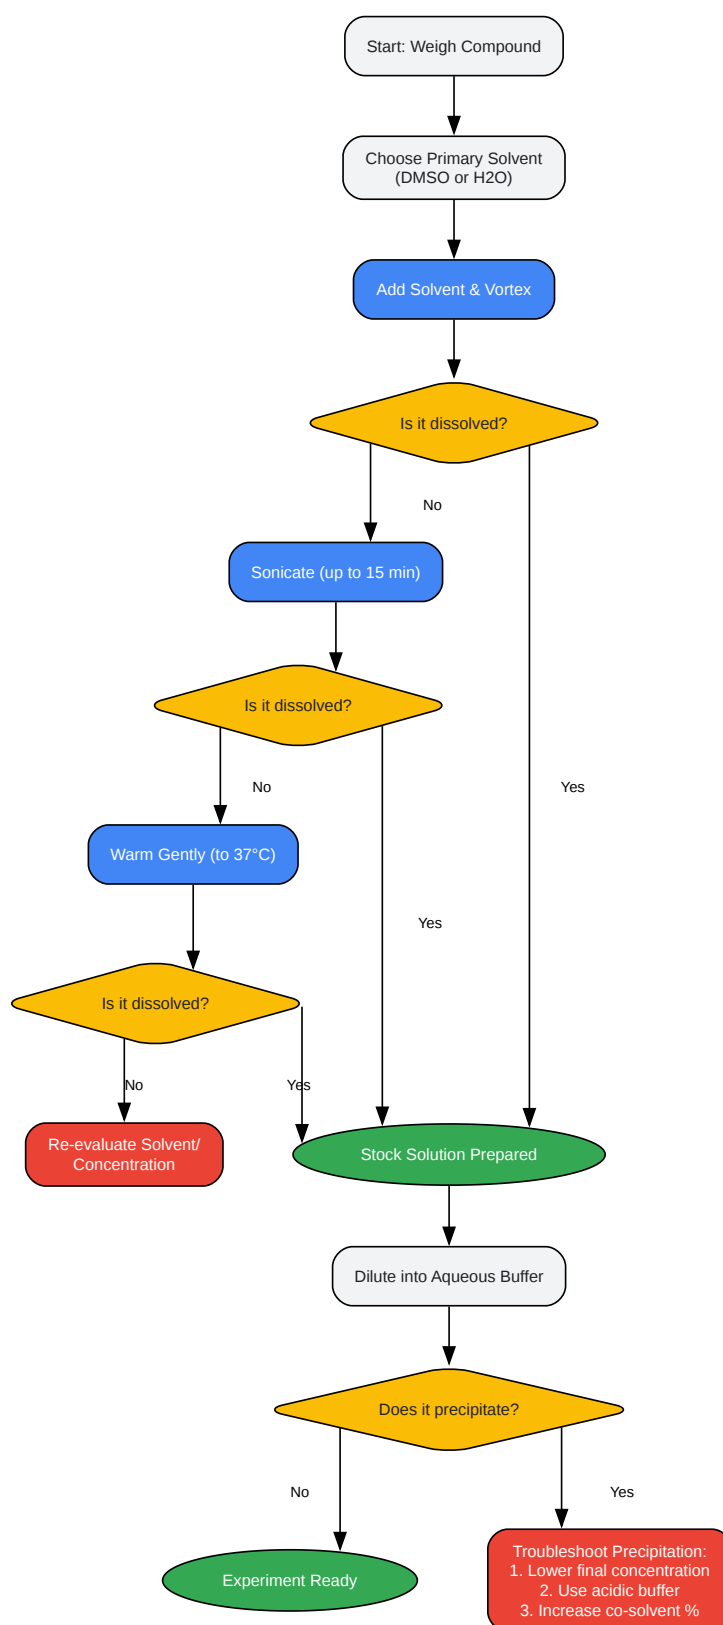 Start: Weigh Compound
Choose Primary Solvent
(DMSO or H2O)
Add Solvent & Vortex
Is it dissolved?
No
Sonicate (up to 15 min)
Is it dissolved?
No
Yes
Warm Gently (to 37°C)
Yes
Is it dissolved?
No
Yes
Re-evaluate Solvent/
Concentration
Stock Solution Prepared
Dilute into Aqueous Buffer
Does it precipitate?
No
Yes
Experiment Ready
Troubleshoot Precipitation:
1. Lower final concentration
2. Use acidic buffer
3. Increase co-solvent %